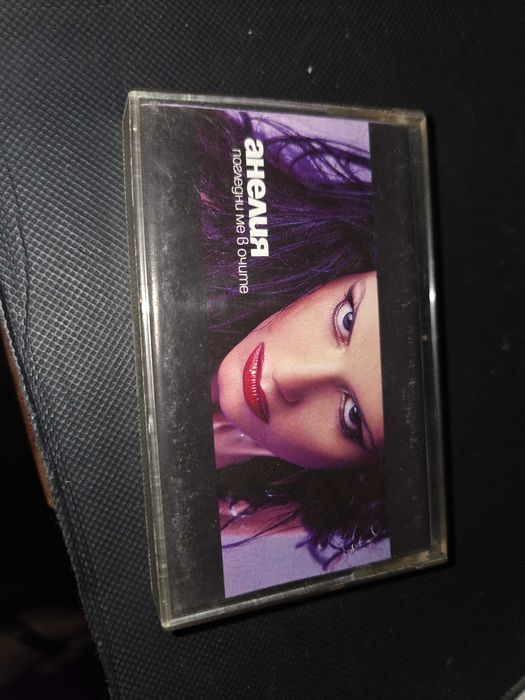 анелия
погледни ме в очите